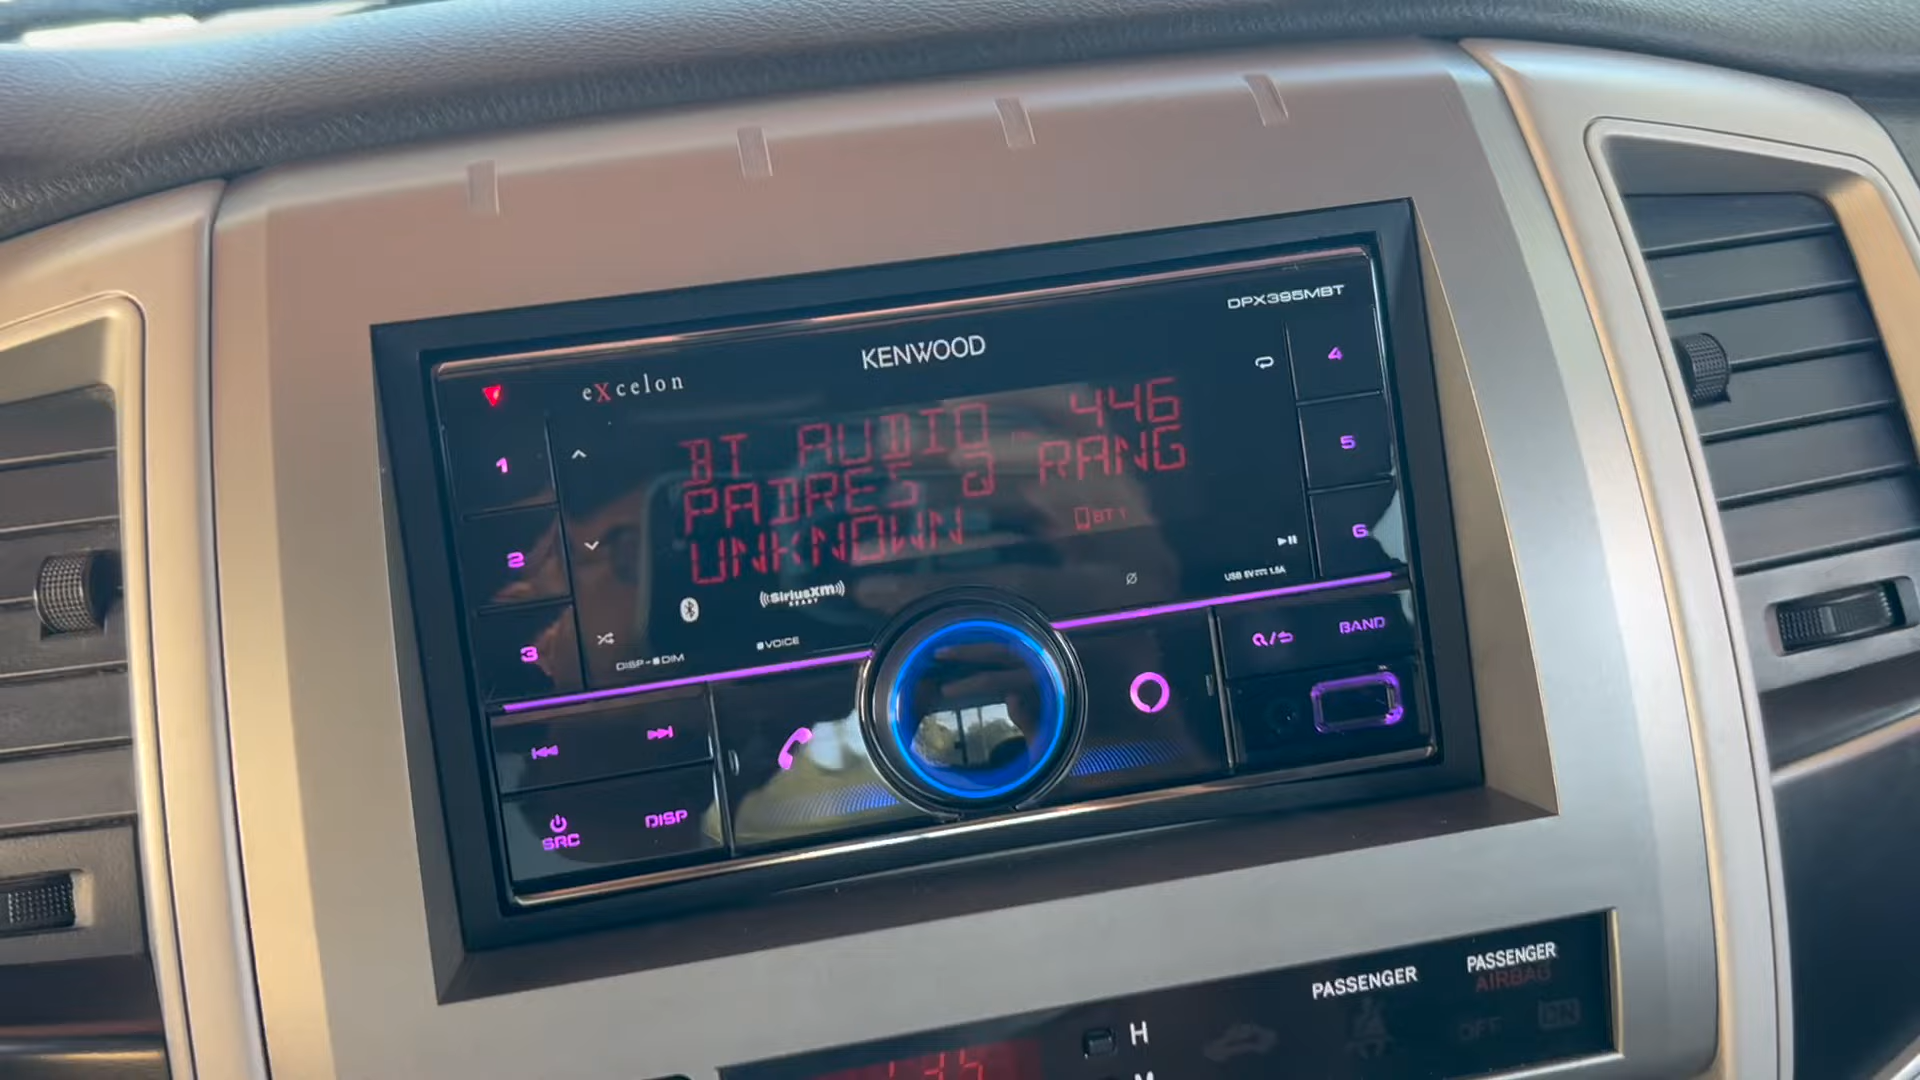 DPX395MBT
KENWOOD
eXcelon
BT AUDIO 446
PADRES @ RANG
UNKNOWN
BT 1
1
2
3
4
5
6
SiriusXM
READY
USB 5V 1.5A
VOICE
DISP- DIM
BAND
SRC
DISP
PASSENGER
PASSENGER
AIRBAG
OFF
ON
H